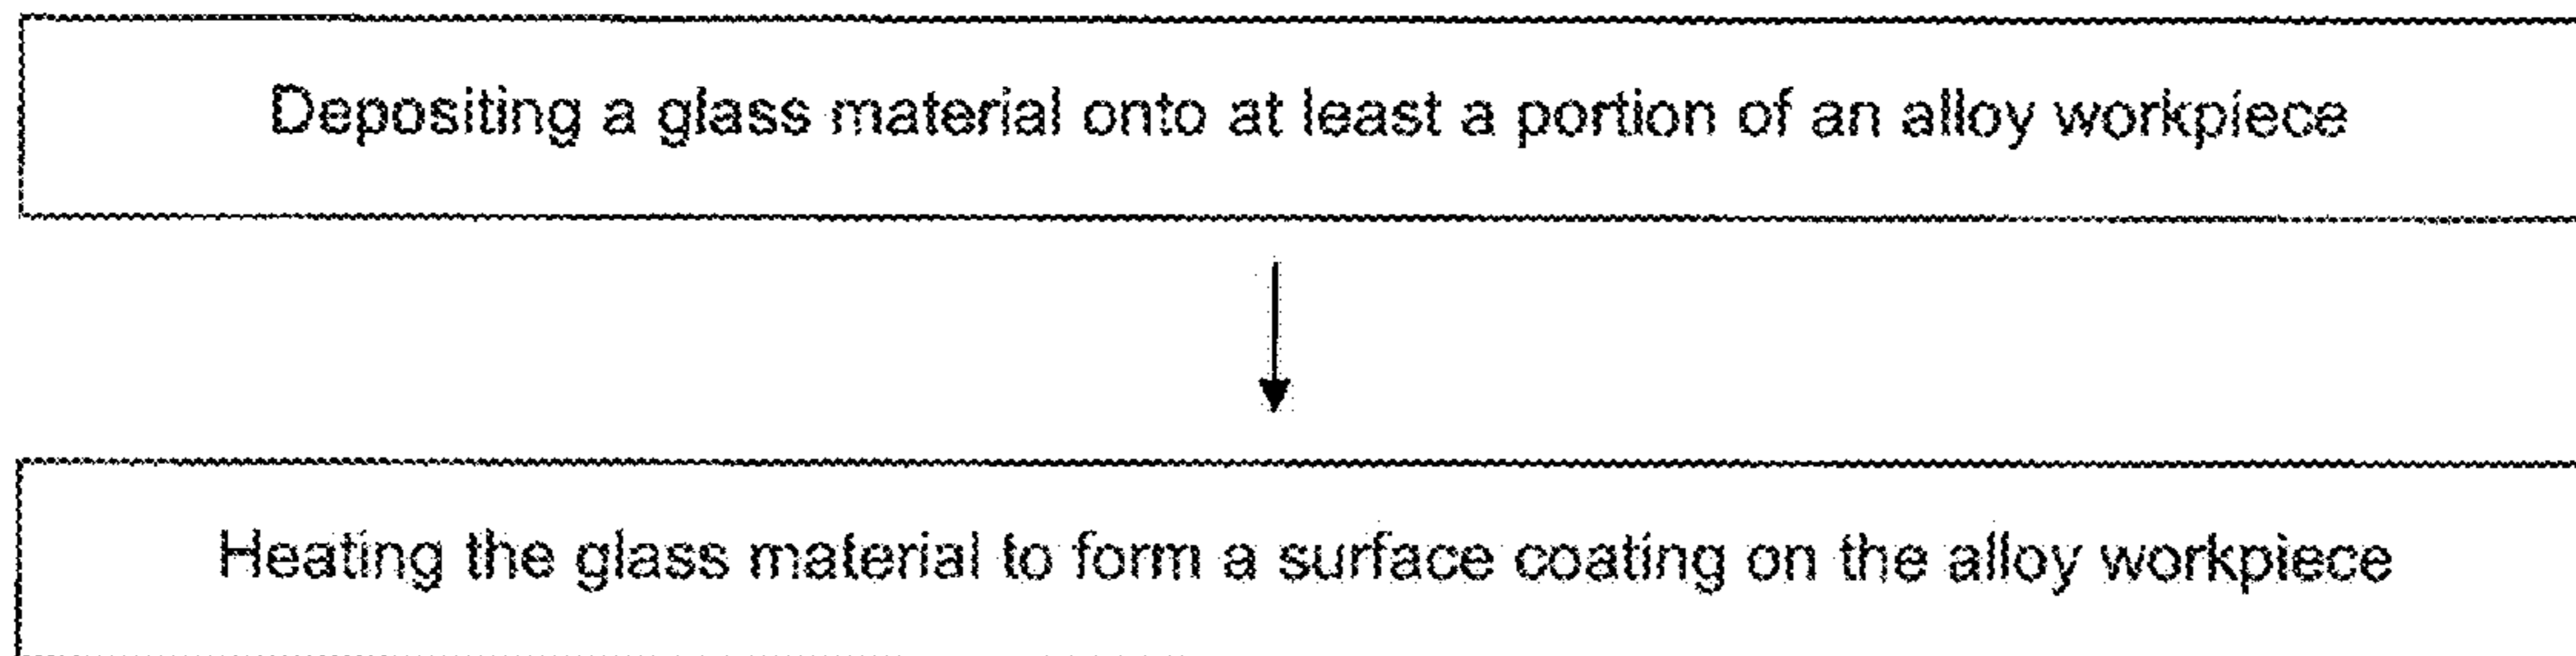 Depositing a glass material onto at least a portion of an alloy workpiece
Heating the glass material to form a surface coating on the alloy workpiece